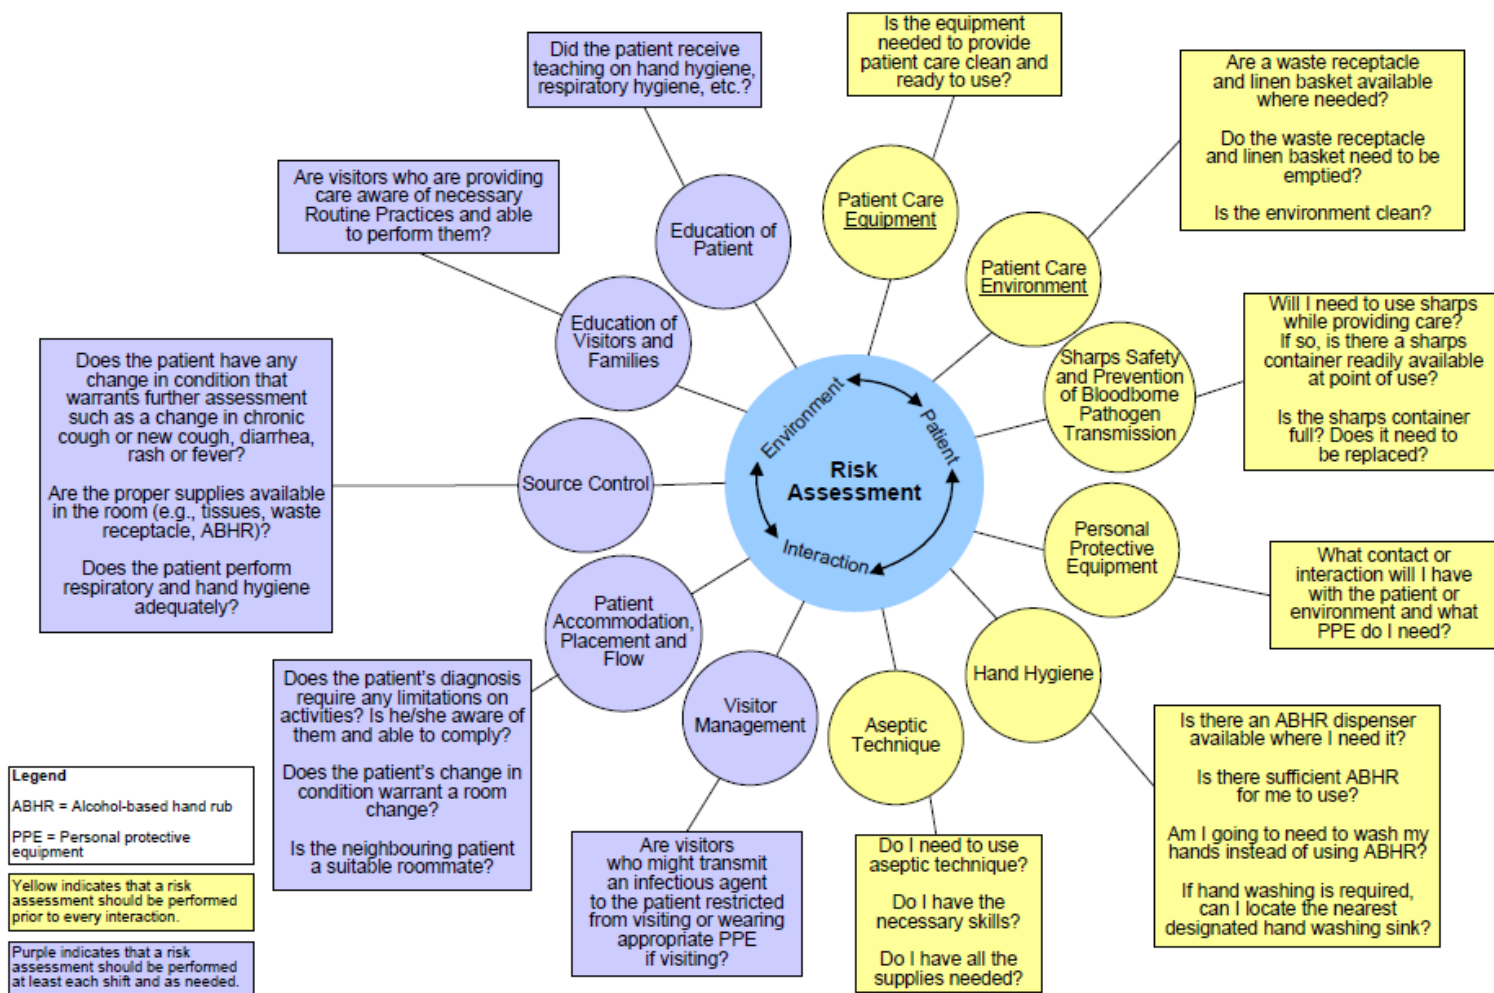 Is the equipment
needed to provide
patient care clean and
ready to use?
Did the patient receive
teaching on hand hygiene,
respiratory hygiene, etc.?
Are a waste receptacle
and linen basket available
where needed?
Do the waste receptacle
and linen basket need to be
emptied?
Is the environment clean?
Are visitors who are providing
care aware of necessary
Routine Practices and able
to perform them?
Patient Care
Equipment
Education of
Patient
Patient Care
Environment
Education of
Visitors and
Families
Sharps Safety
and Prevention
of Bloodborne
Pathogen
Transmission
Will I need to use sharps
while providing care?
If so, is there a sharps
container readily available
at point of use?
Is the sharps container
full? Does it need to
be replaced?
Does the patient have any
change in condition that
warrants further assessment
such as a change in chronic
cough or new cough, diarrhea,
rash or fever?
Are the proper supplies available
in the room (e.g., tissues, waste
receptacle, ABHR)?
Does the patient perform
respiratory and hand hygiene
adequately?
Source Control
Environment
Patient
Risk
Assessment
Interaction
Personal
Protective
Equipment
What contact or
interaction will I have
with the patient or
environment and what
PPE do I need?
Patient
Accommodation,
Placement and
Flow
Visitor
Management
Aseptic
Technique
Hand Hygiene
Does the patient's diagnosis
require any limitations on
activities? Is he/she aware of
them and able to comply?
Does the patient's change in
condition warrant a room
change?
Is the neighbouring patient
a suitable roommate?
Is there an ABHR dispenser
available where I need it?
Is there sufficient ABHR
for me to use?
Am I going to need to wash my
hands instead of using ABHR?
If hand washing is required,
can I locate the nearest
designated hand washing sink?
Are visitors
who might transmit
an infectious agent
to the patient restricted
from visiting or wearing
appropriate PPE
if visiting?
Do I need to use
aseptic technique?
Do I have the
necessary skills?
Do I have all the
supplies needed?
Legend
ABHR = Alcohol-based hand rub
PPE = Personal protective
equipment
Yellow indicates that a risk
assessment should be performed
prior to every interaction.
Purple indicates that a risk
assessment should be performed
at least each shift and as needed.